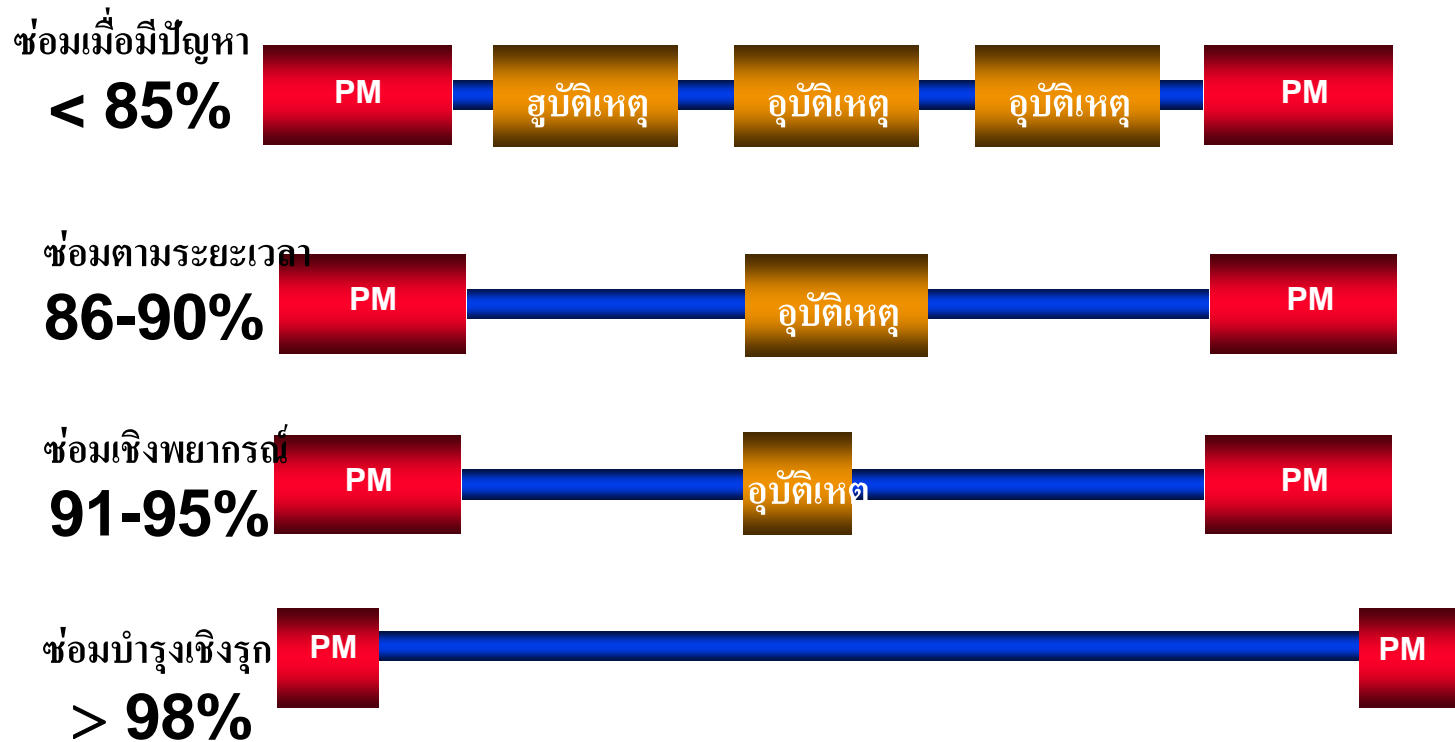 ซ่อมเมื่อมีปัญหา
< 85%
PM
ฮูบัติเหตุ
อุบัติเหตุ
อุบัติเหตุ
PM
ซ่อมตามระยะเวลา
86-90%
PM
อุบัติเหตุ
PM
ซ่อมเชิงพยากรณ์
91-95%
PM
อุบัติเหตุ
PM
ซ่อมบำรุงเชิงรุก
> 98%
PM
PM